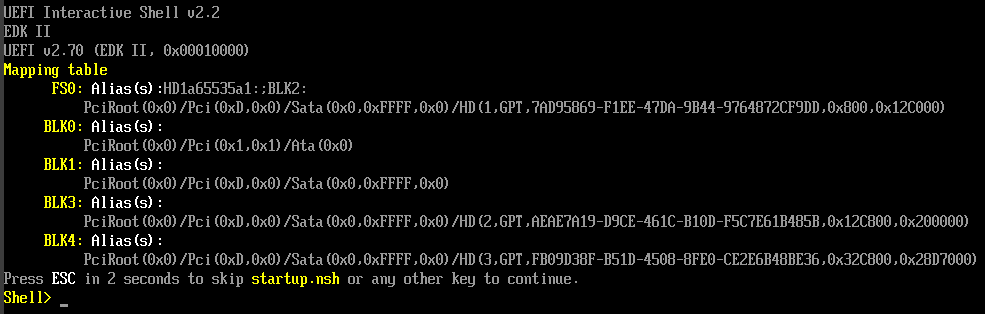 UEFI Interactive Shell v2.2
EDK II
UEFI v2.70 (EDK II, 0x00010000)
Mapping table
FS0: Alias(s):HD1a65535a1:;BLK2:
PciRoot(0x0)/Pci(0xD,0x0)/Sata(0x0,0xFFFF,0x0)/HD(1,GPT,7AD95869-F1EE-47DA-9B44-9764872CF9DD,0x800,0x12C000)
BLK0: Alias(s):
PciRoot(0x0)/Pci(0x1,0x1)/Ata(0x0)
BLK1: Alias(s):
PciRoot(0x0)/Pci(0xD,0x0)/Sata(0x0,0xFFFF,0x0)
BLK3: Alias(s):
PciRoot(0x0)/Pci(0xD,0x0)/Sata(0x0,0xFFFF,0x0)/HD(2,GPT,AEAE7A19-D9CE-461C-B10D-F5C7E61B485B,0x12C800,0x200000)
BLK4: Alias(s):
PciRoot(0x0)/Pci(0xD,0x0)/Sata(0x0,0xFFFF,0x0)/HD(3,GPT,FB09D38F-B51D-4508-8FE0-CE2E6B48BE36,0x32C800,0x28D7000)
Press ESC in 2 seconds to skip startup.nsh or any other key to continue.
Shell> _